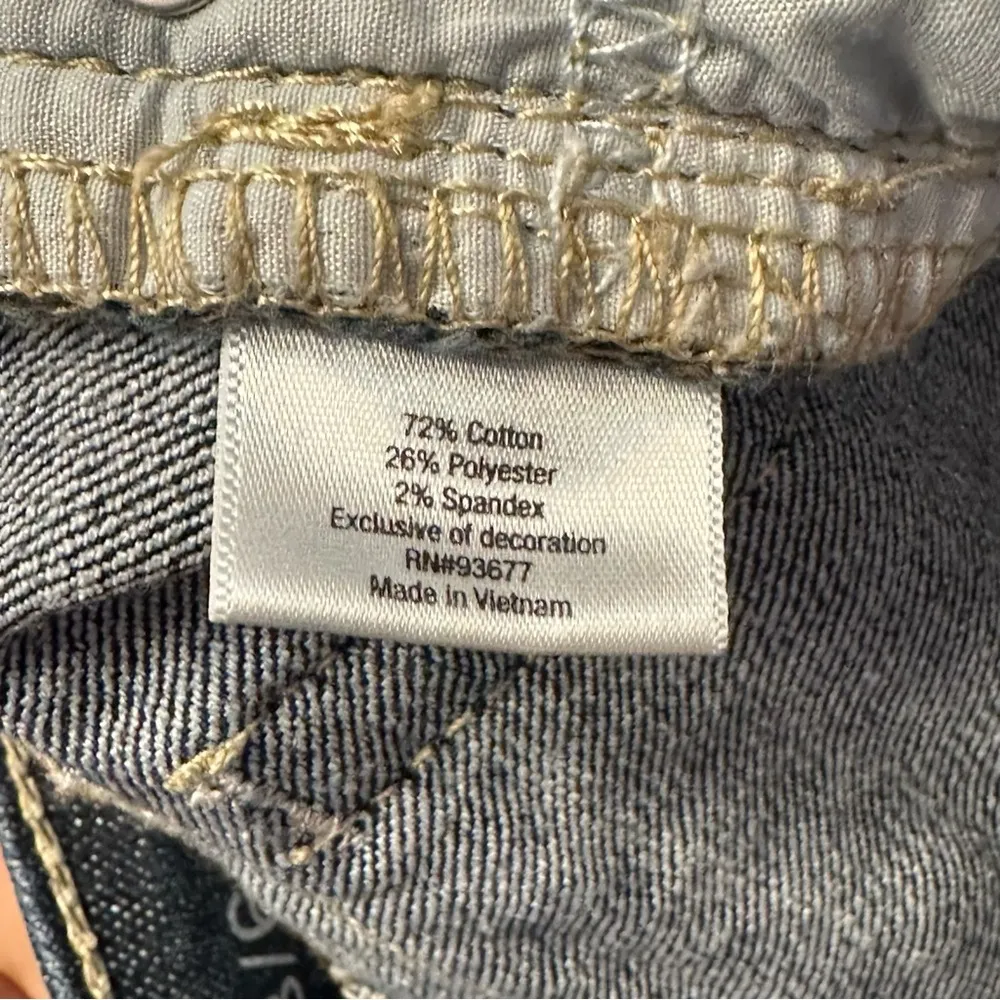 72% Cotton
26% Polyester
2% Spandex
Exclusive of decoration
RN#93677
Made in Vietnam